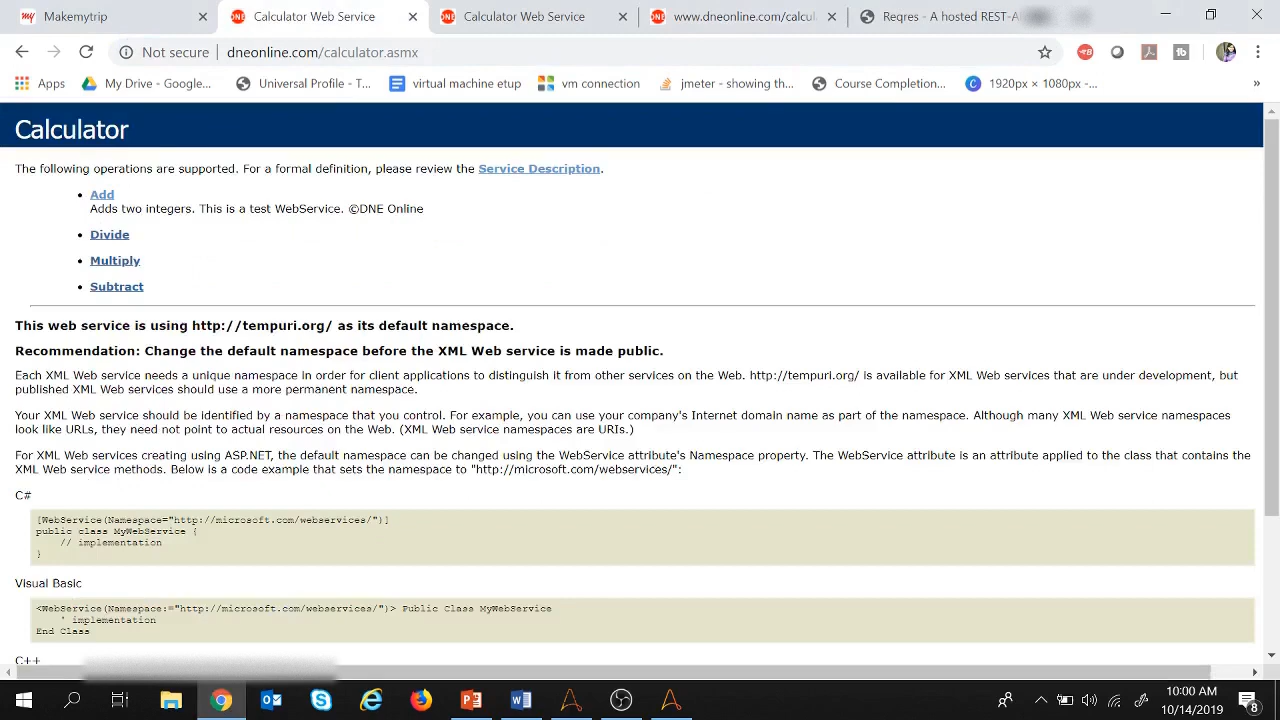 Makemytrip
Calculator Web Service
Calculator Web Service
www.dneonline.com/calcul
Reqres - A hosted REST-A
Not secure
dneonline.com/calculator.asmx
Apps
My Drive - Google...
Universal Profile - T...
virtual machine etup
vm connection
jmeter - showing th...
Course Completion...
1920px × 1080px -...
»
Calculator
The following operations are supported. For a formal definition, please review the Service Description.
• Add
Adds two integers. This is a test WebService. ©DNE Online
• Divide
• Multiply
• Subtract
This web service is using http://tempuri.org/ as its default namespace.
Recommendation: Change the default namespace before the XML Web service is made public.
Each XML Web service needs a unique namespace in order for client applications to distinguish it from other services on the Web. http://tempuri.org/ is available for XML Web services that are under development, but
published XML Web services should use a more permanent namespace.
Your XML Web service should be identified by a namespace that you control. For example, you can use your company's Internet domain name as part of the namespace. Although many XML Web service namespaces
look like URLs, they need not point to actual resources on the Web. (XML Web service namespaces are URIs.)
For XML Web services creating using ASP.NET, the default namespace can be changed using the WebService attribute's Namespace property. The WebService attribute is an attribute applied to the class that contains the
XML Web service methods. Below is a code example that sets the namespace to "http://microsoft.com/webservices/":
C#
[WebService(Namespace="http://microsoft.com/webservices/")]
public class MyWebService {
// implementation
}
Visual Basic
<WebService(Namespace:="http://microsoft.com/webservices/")> Public Class MyWebService
' implementation
End Class
C++
10:00 AM
10/14/2019
8